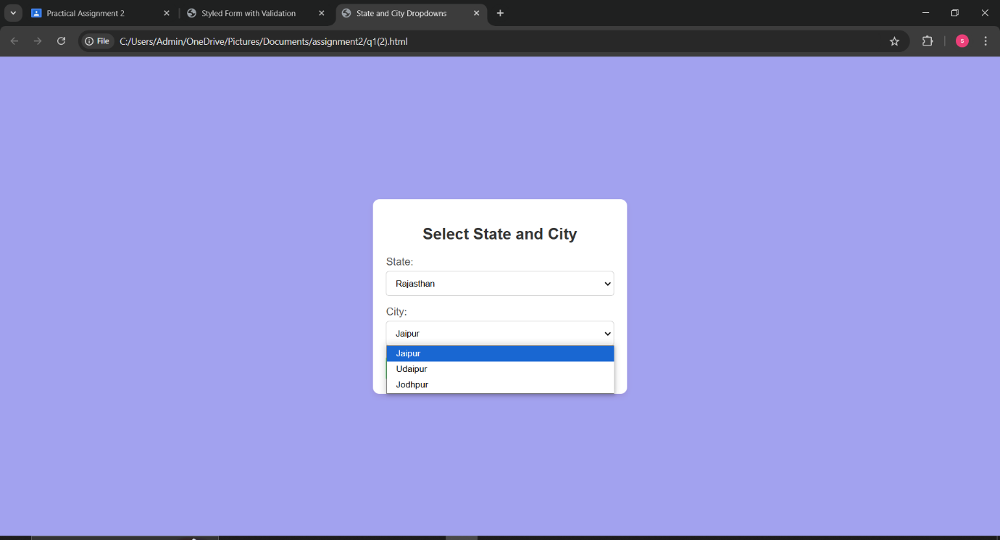 Practical Assignment 2
Styled Form with Validation
State and City Dropdowns
File C:/Users/Admin/OneDrive/Pictures/Documents/assignment2/q1(2).html
S
Select State and City
State:
Rajasthan
City:
Jaipur
Jaipur
Udaipur
Jodhpur